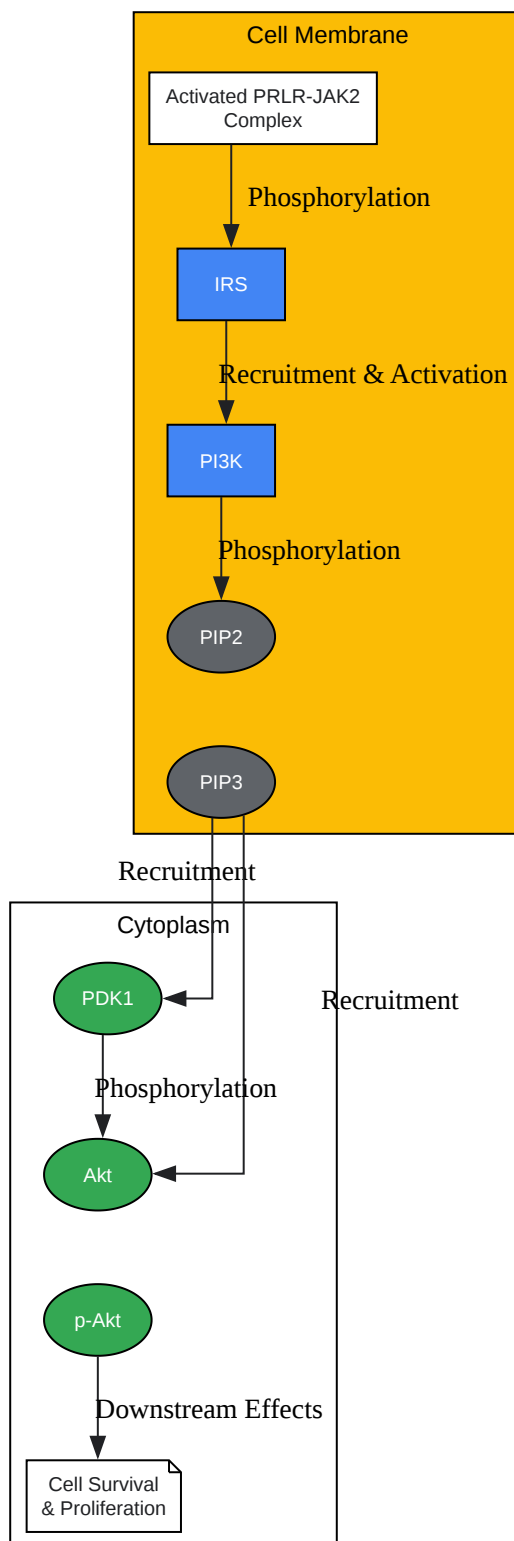 Cell Membrane
Activated PRLR-JAK2
Complex
Phosphorylation
IRS
Recruitment & Activation
PI3K
Phosphorylation
PIP2
PIP3
Recruitment
Cytoplasm
PDK1
Recruitment
Phosphorylation
Akt
p-Akt
Downstream Effects
Cell Survival
& Proliferation